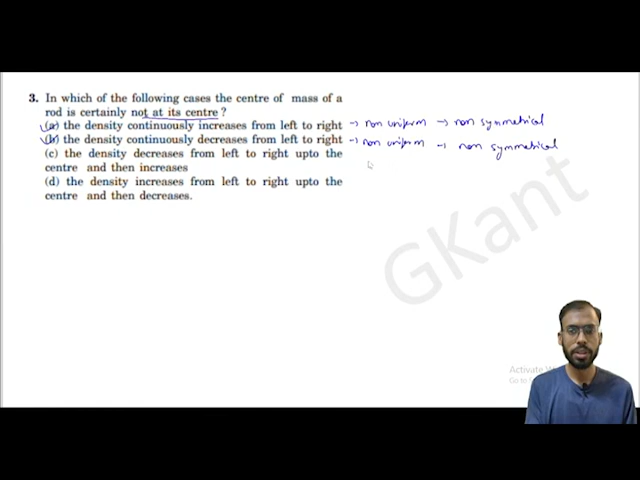 3. In which of the following cases the centre of mass of a
rod is certainly not at its centre ?
(a) the density continuously increases from left to right → non uniform → non symmetrical
(b) the density continuously decreases from left to right → non uniform → non symmetrical
(c) the density decreases from left to right upto the
centre and then increases
(d) the density increases from left to right upto the
centre and then decreases.
GKant
Activate
Go to